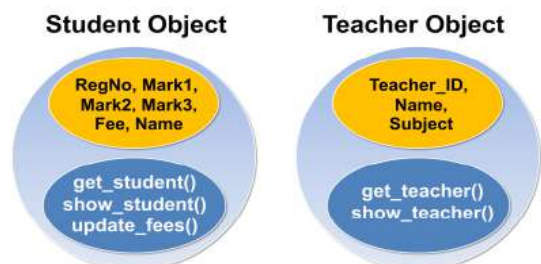 Student Object
RegNo, Mark1,
Mark2, Mark3,
Fee, Name
get_student()
show_student()
update_fees()
Teacher Object
Teacher_ID,
Name,
Subject
get_teacher()
show_teacher()